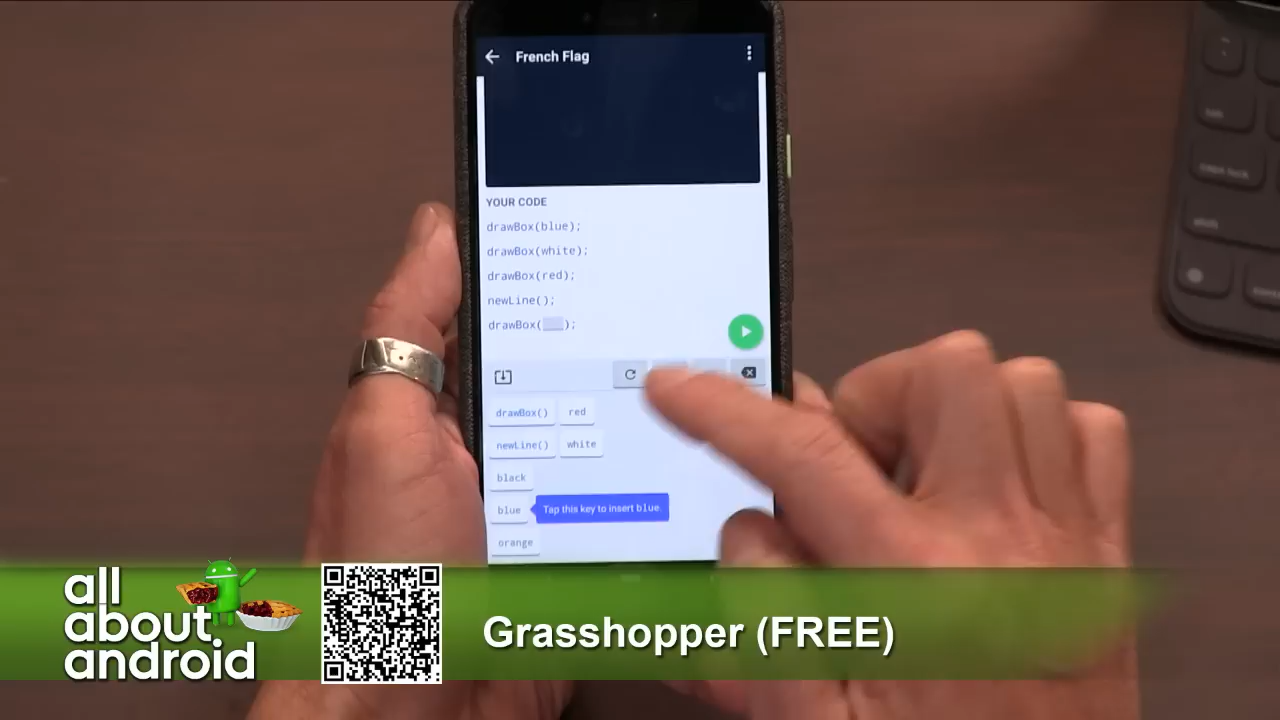 French Flag
YOUR CODE
drawBox(blue);
drawBox(white);
drawBox(red);
newLine();
drawBox(__);
drawBox() red
newLine() white
black
blue Tap this key to insert blue.
orange
all
about
android
Grasshopper (FREE)